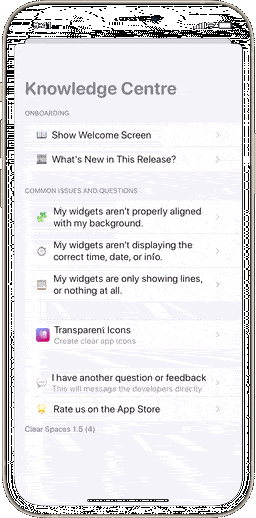 Knowledge Centre
ONBOARDING
Show Welcome Screen
What's New in This Release?
COMMON ISSUES AND QUESTIONS
My widgets aren't properly aligned
with my background.
My widgets aren't displaying the
correct time, date, or info.
My widgets are only showing lines,
or nothing at all.
Transparent Icons
Create clear app icons
I have another question or feedback
This will message the developers directly
Rate us on the App Store
Clear Spaces 1.5 (4)